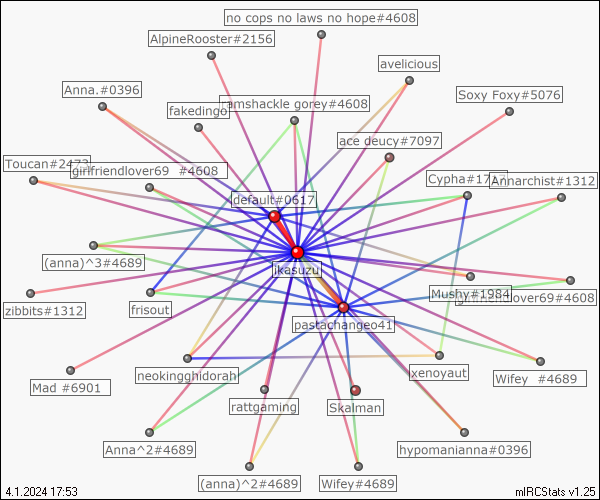 no cops no laws no hope#4608
AlpineRooster#2156
avelicious
Anna.#0396
Soxy Foxy#5076
fakedingo
ramshackle gorey#4608
ace deucy#7097
Toucan#2473
girlfriendlover69 #4608
Cypha#17
Annarchist#1312
default#0617
(anna)^3#4689
ikasuzu
Mushy#1984
lover69#4608
zibbits#1312
frisout
pastachangeo41
neokingghidorah
xenoyaut
Wifey #4689
Mad #6901
rattgaming
Skalman
Anna^2#4689
hypomanianna#0396
(anna)^2#4689
Wifey#4689
4.1.2024 17:53
mIRCStats v1.25